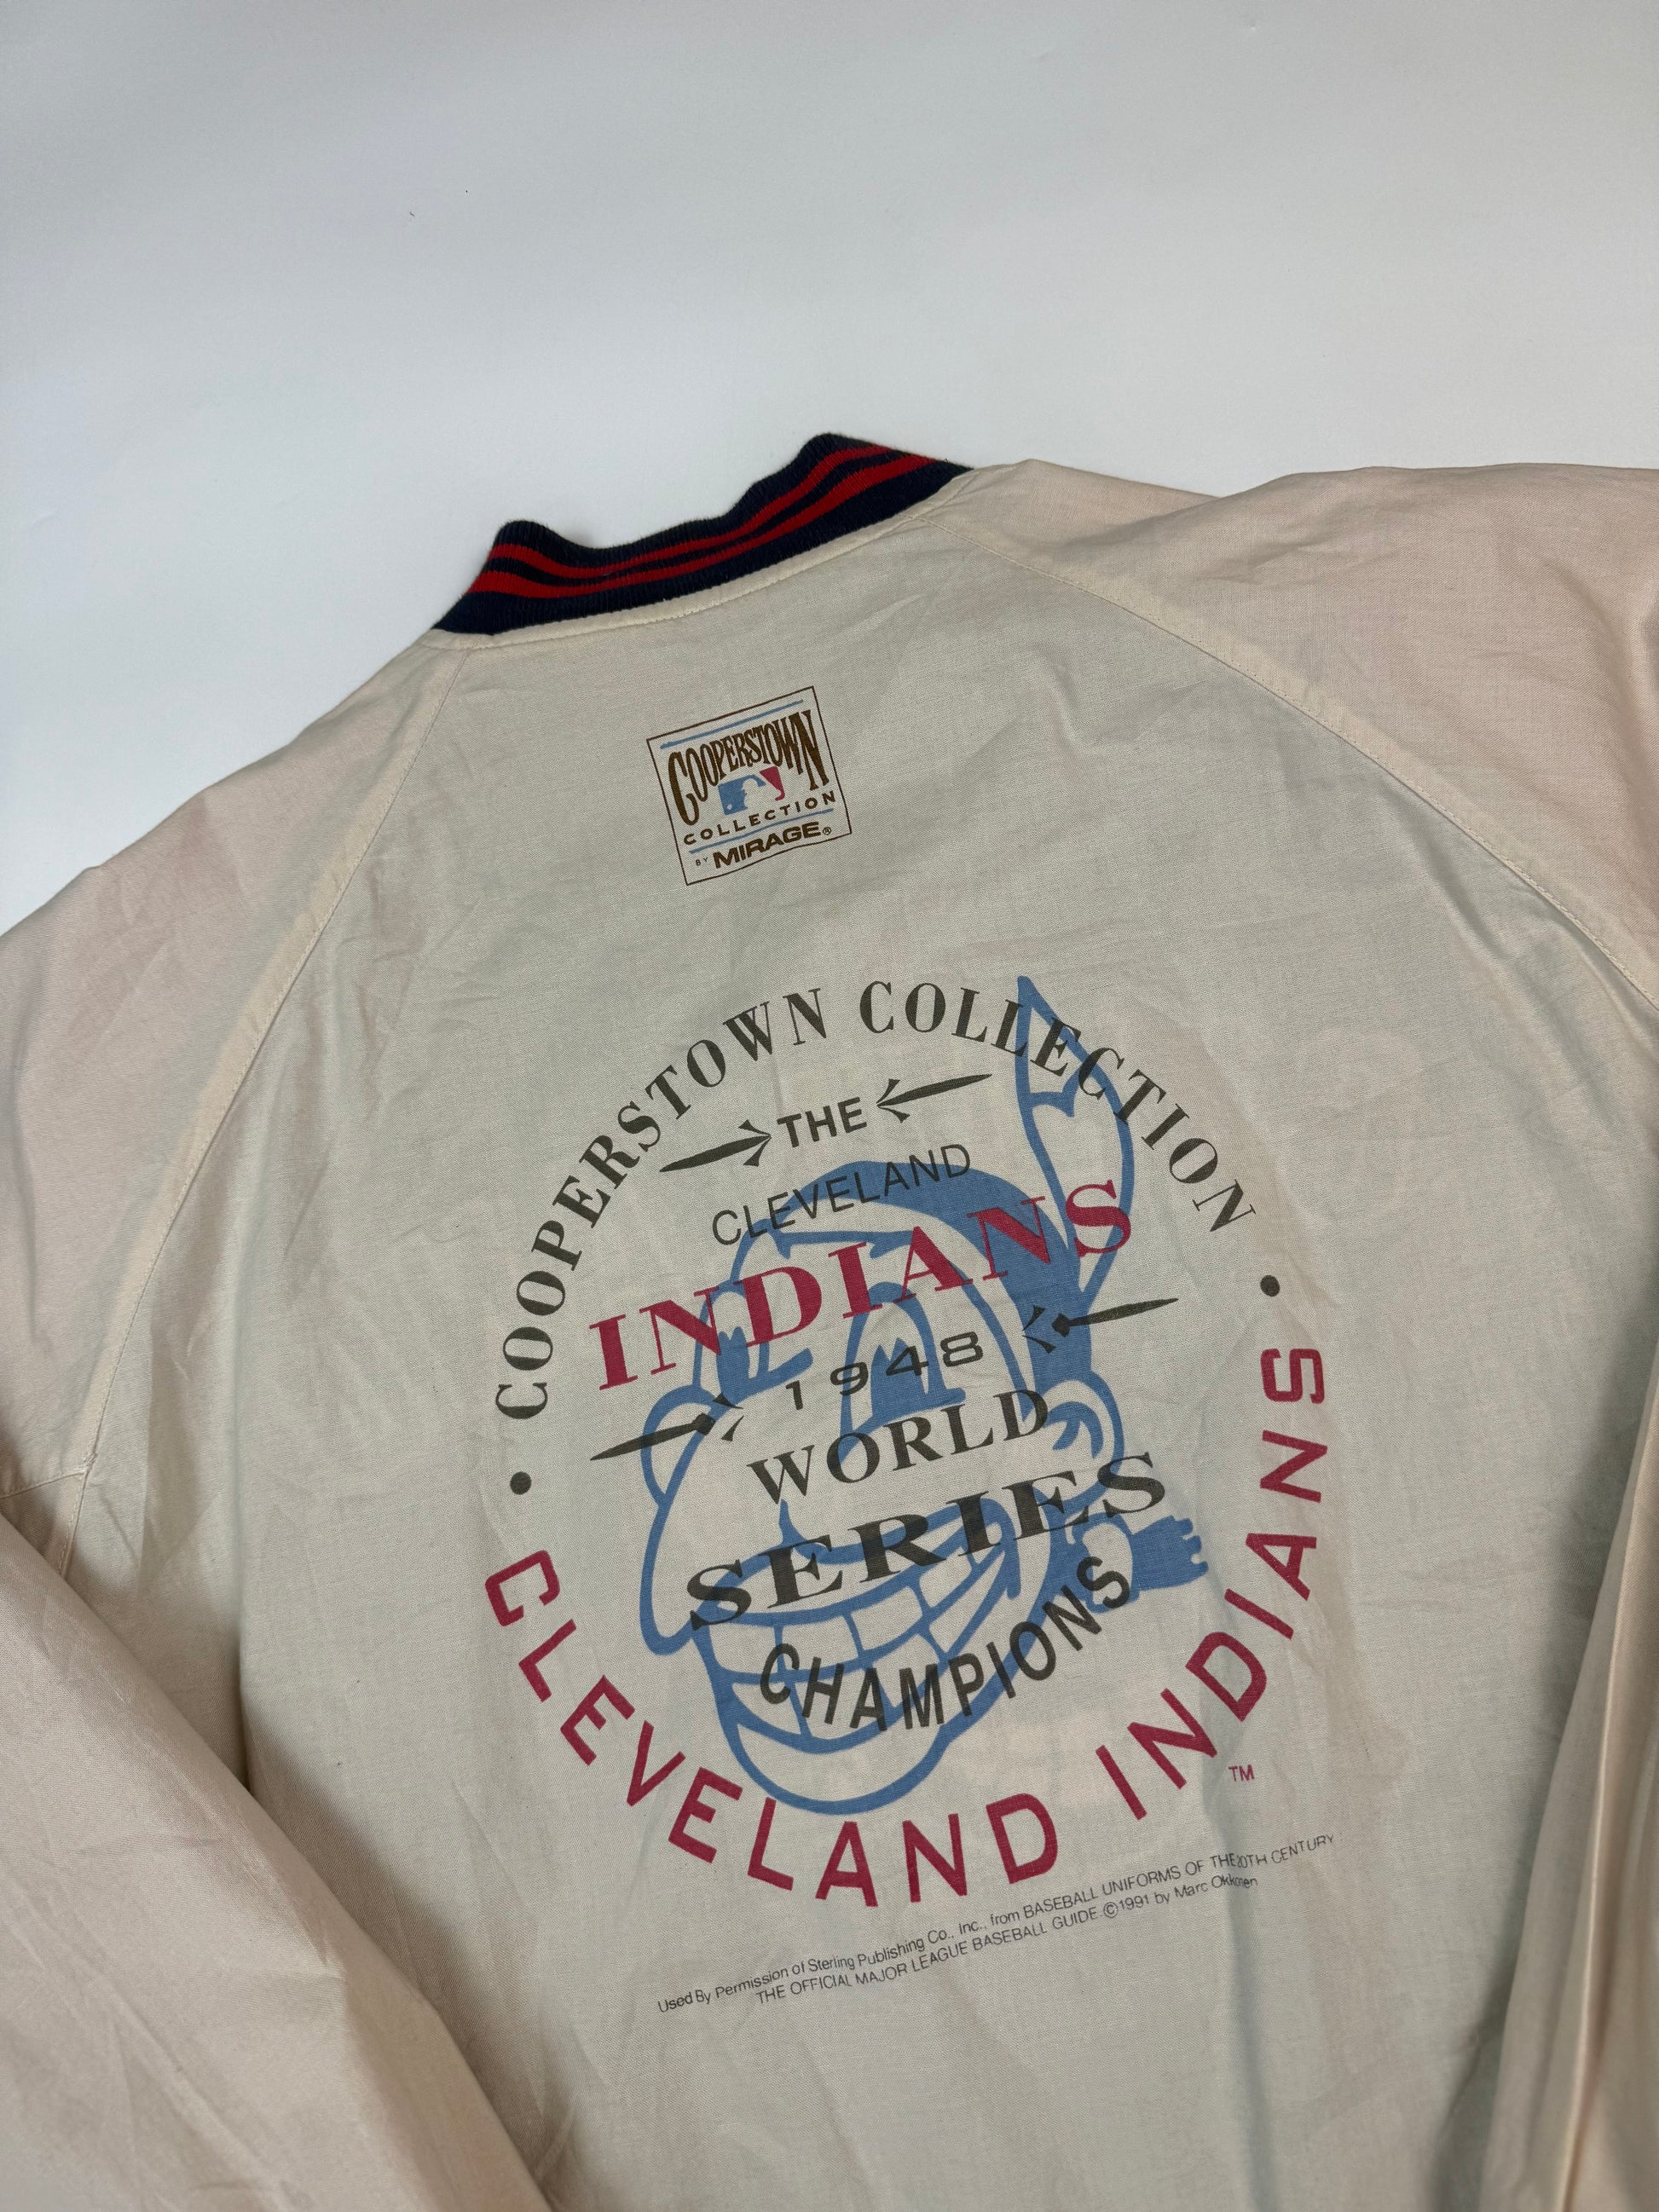 COOPERSTOWN
COLLECTION
BY MIRAGE®
• COOPERSTOWN COLLECTION •
THE
CLEVELAND
INDIANS
1948
WORLD
SERIES
CHAMPIONS
CLEVELAND INDIANS
TM
Used By Permission of Sterling Publishing Co., Inc., from BASEBALL UNIFORMS OF THE 20TH CENTURY
THE OFFICIAL MAJOR LEAGUE BASEBALL GUIDE ©1991 by Marc Okkonen